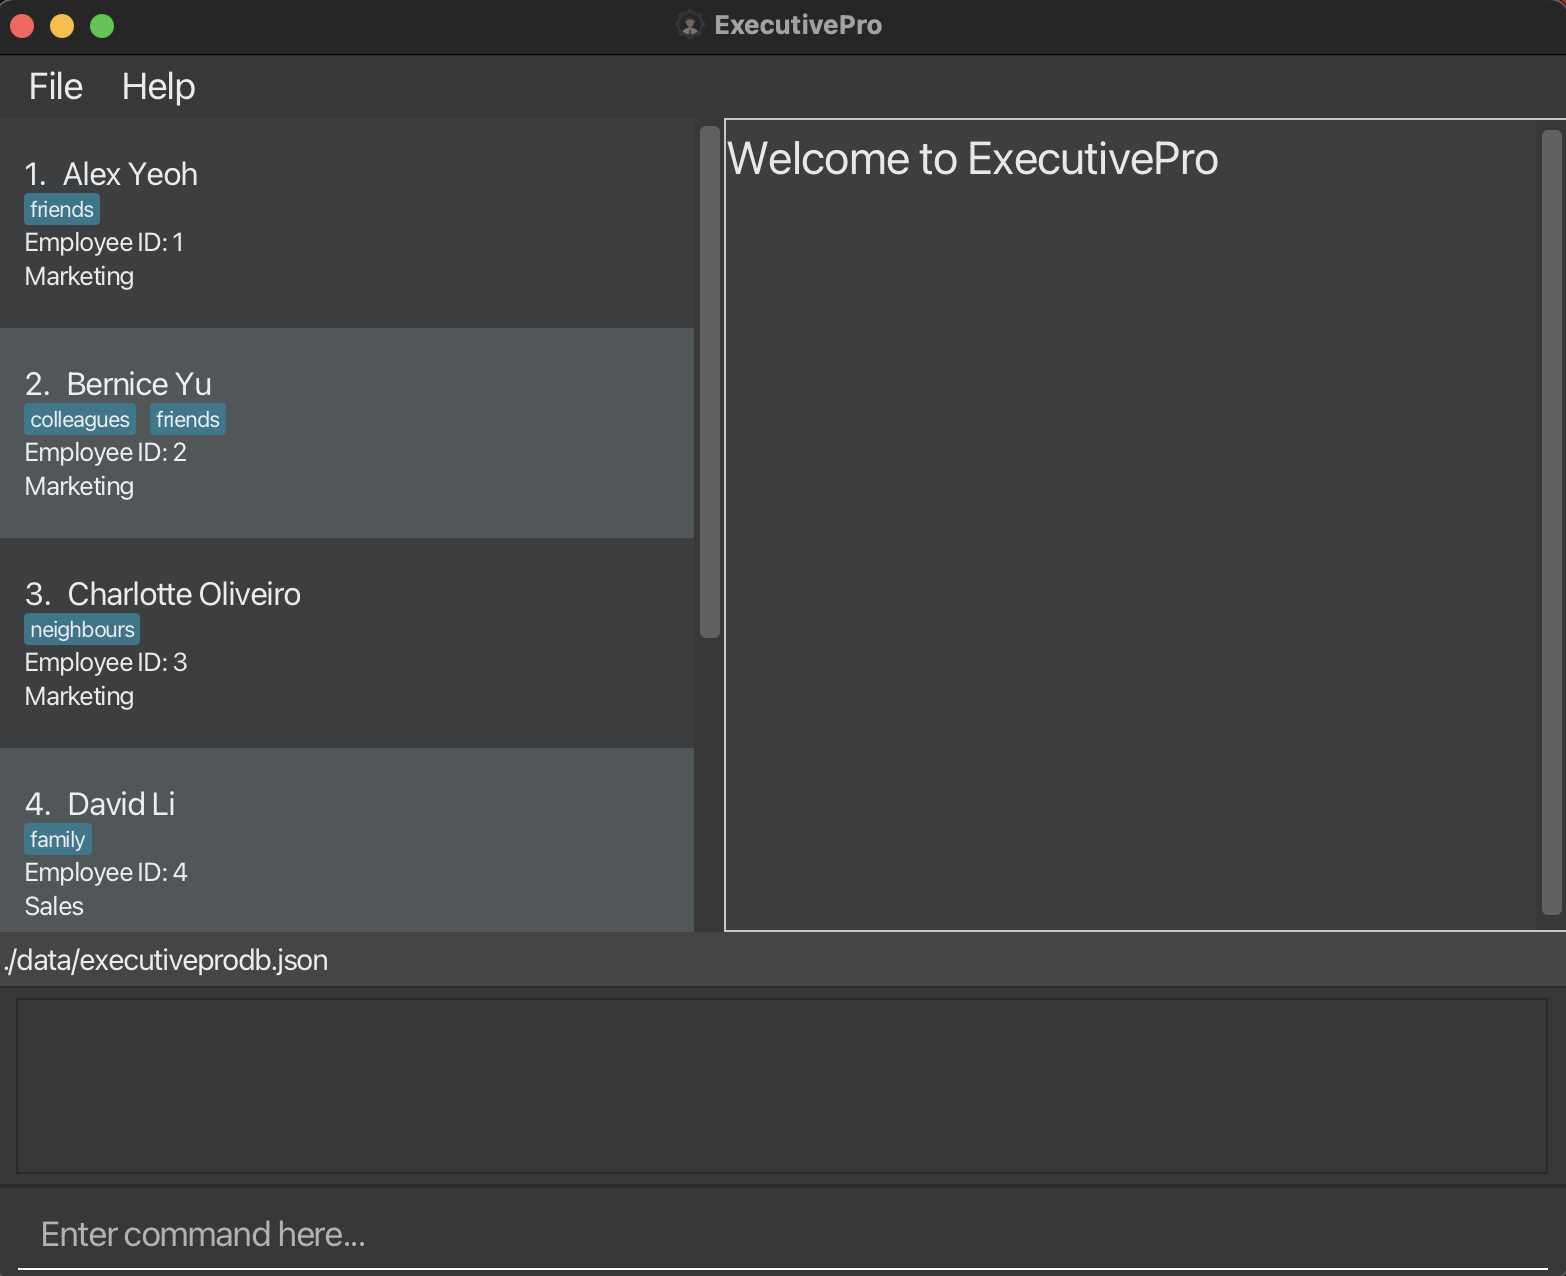 ExecutivePro
File Help
1. Alex Yeoh
friends
Employee ID: 1
Marketing
2. Bernice Yu
colleagues friends
Employee ID: 2
Marketing
3. Charlotte Oliveiro
neighbours
Employee ID: 3
Marketing
4. David Li
family
Employee ID: 4
Sales
Welcome to ExecutivePro
./data/executiveprodb.json
Enter command here...